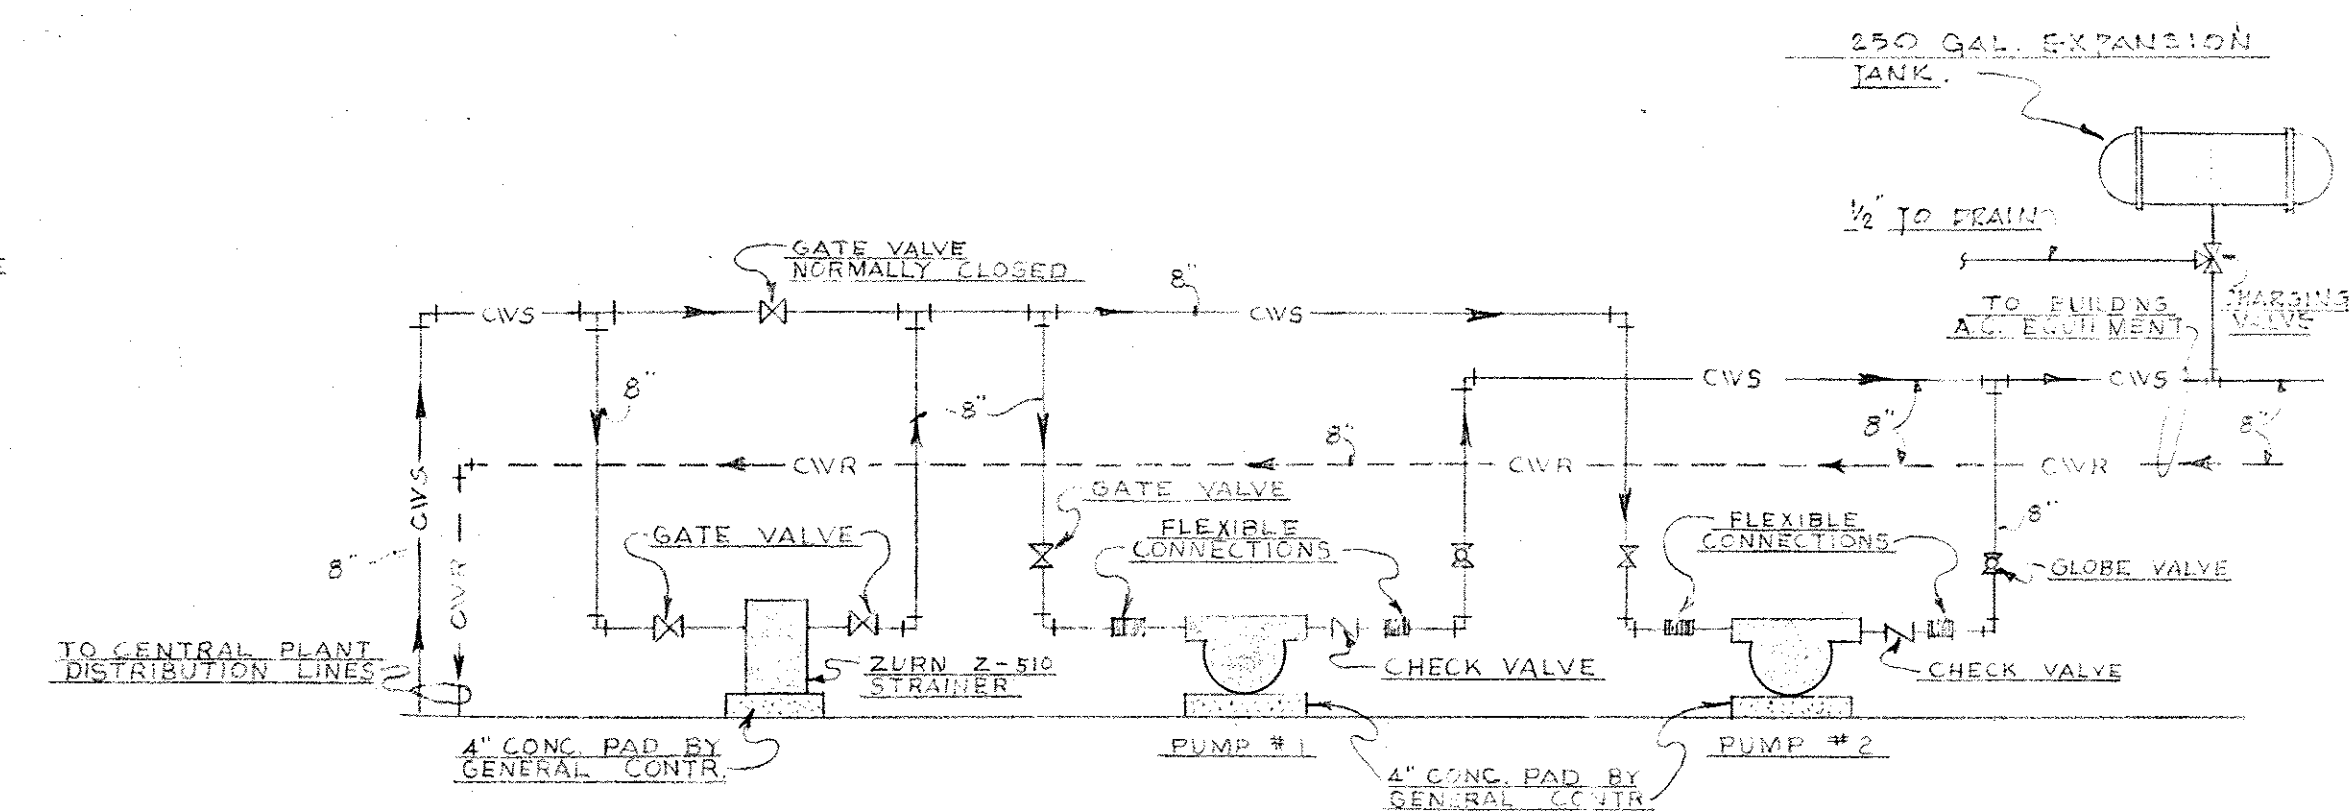 250 GAL. EXPANSION
TANK.
1/2" TO DRAIN
GATE VALVE
NORMALLY CLOSED
8"
TO BUILDING
A.C. EQUIPMENT
CHARGING
VALVE
CWS
CWS
CWS
CWS
8"
8"
8"
8"
8"
CWR
CWR
CWR
CWS
GATE VALVE
8"
GATE VALVE
FLEXIBLE
CONNECTIONS
FLEXIBLE
CONNECTIONS
8"
CWR
GLOBE VALVE
TO CENTRAL PLANT
DISTRIBUTION LINES
ZURN Z-510
STRAINER
CHECK VALVE
CHECK VALVE
4" CONC. PAD BY
GENERAL CONTR.
PUMP #1
PUMP #2
4" CONC. PAD BY
GENERAL CONTR.